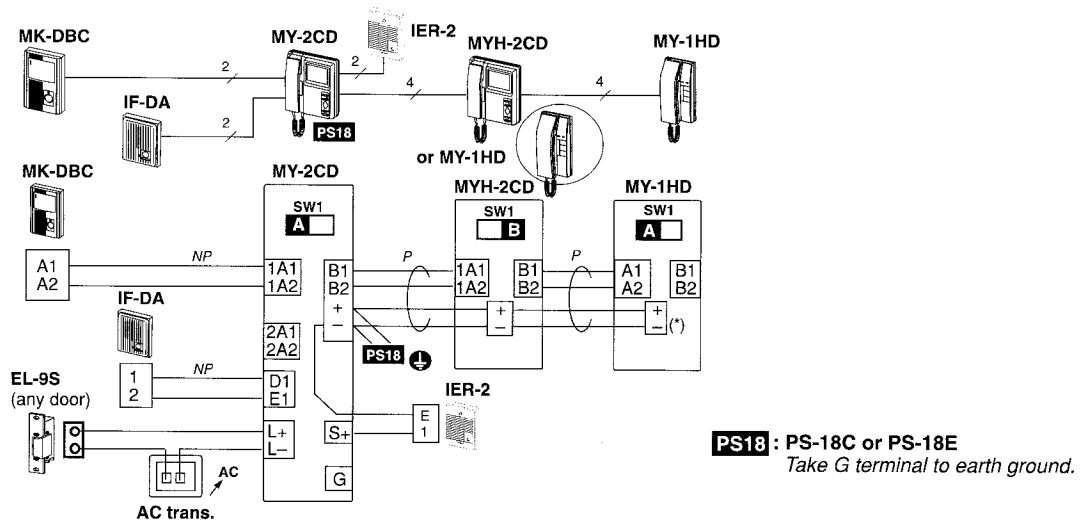 MK-DBC
MY-2CD
IER-2
MYH-2CD
MY-1HD
2
2
4
4
IF-DA
2
PS18
or MY-1HD
MK-DBC
MY-2CD
MYH-2CD
MY-1HD
SW1
A
SW1
B
SW1
A
A1
A2
NP
1A1
1A2
B1
B2
+
−
P
1A1
1A2
B1
B2
+
−
P
A1
A2
B1
B2
+
−
(*)
IF-DA
2A1
2A2
PS18
EL-9S
(any door)
1
2
NP
D1
E1
IER-2
E
1
L+
L−
S+
G
AC
AC trans.
PS18 : PS-18C or PS-18E
Take G terminal to earth ground.